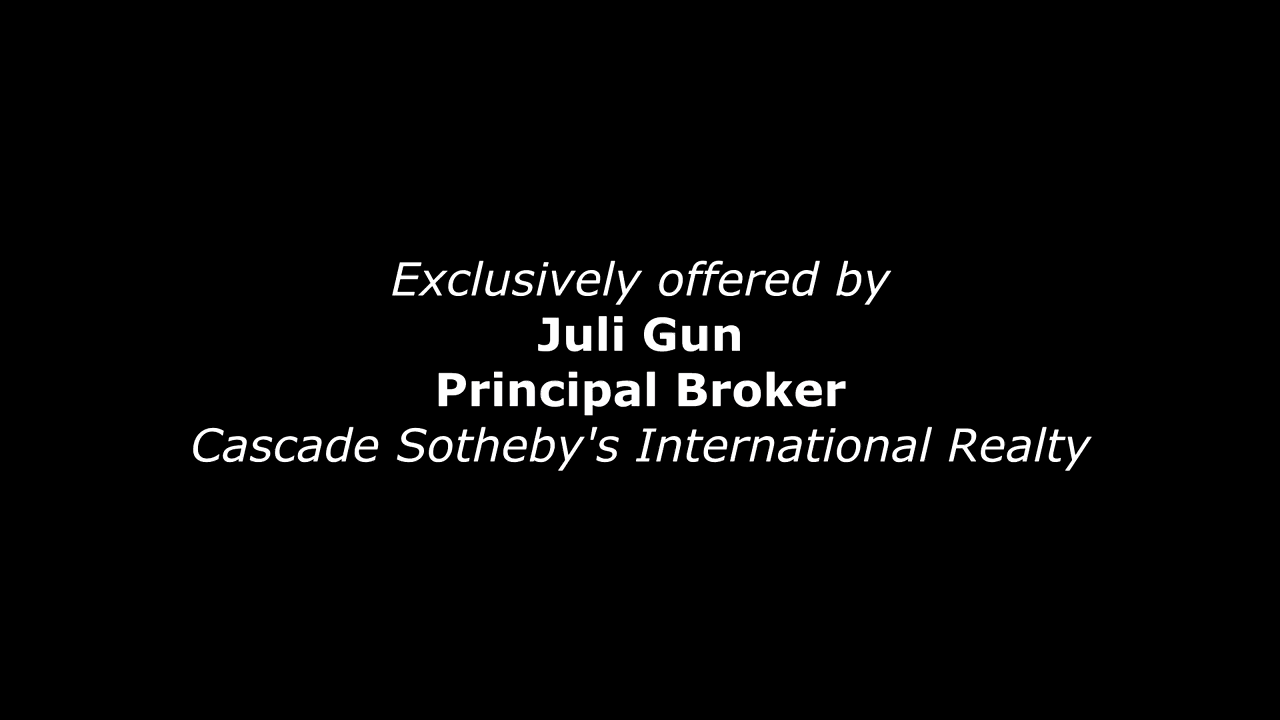 Exclusively offered by
Juli Gun
Principal Broker
Cascade Sotheby's International Realty